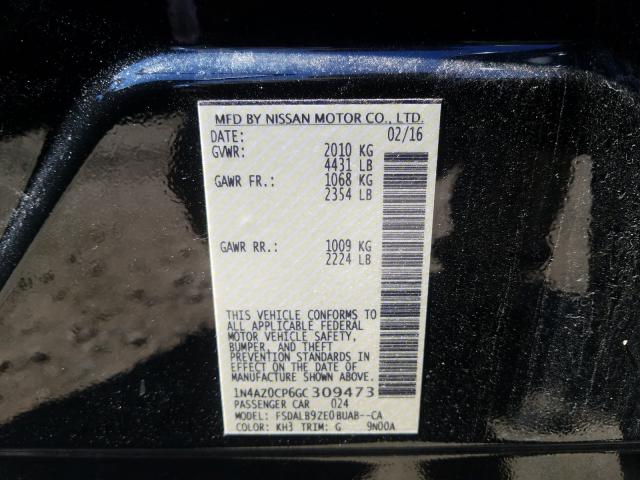 MFD BY NISSAN MOTOR CO., LTD.
DATE: 02/16
GVWR: 2010 KG
4431 LB
GAWR FR.: 1068 KG
2354 LB
GAWR RR.: 1009 KG
2224 LB
THIS VEHICLE CONFORMS TO
ALL APPLICABLE FEDERAL
MOTOR VEHICLE SAFETY,
BUMPER, AND THEFT
PREVENTION STANDARDS IN
EFFECT ON THE DATE OF
MANUFACTURE SHOWN ABOVE.
1N4AZ0CP6GC309473
PASSENGER CAR 024
MODEL: FSDALB9ZE0BUAB--CA
COLOR: KH3 TRIM: G 9N00A